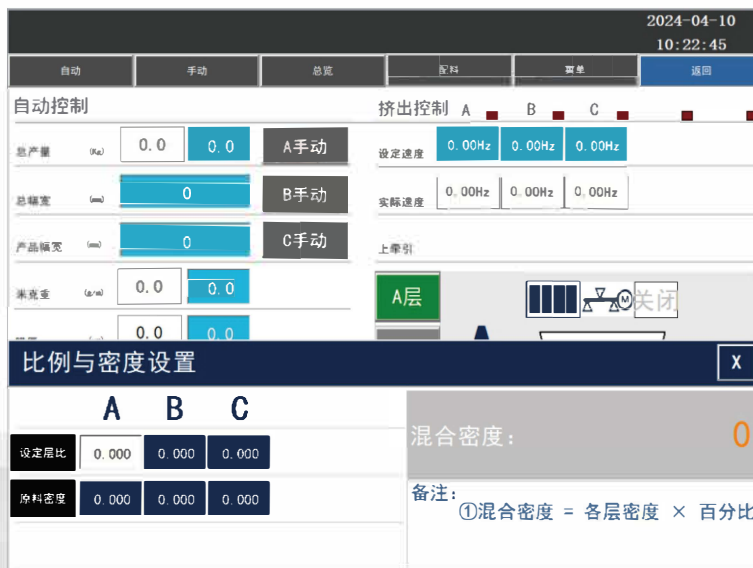 2024-04-10
10:22:45
自动 手动 总览 配料 菜单 返回
自动控制
挤出控制 A B C
总产量 (Kg) 0.0 0.0 A手动
设定速度 0.00Hz 0.00Hz 0.00Hz
总幅宽 (mm) 0 B手动
实际速度 0.00Hz 0.00Hz 0.00Hz
产品幅宽 (mm) 0 C手动
上牵引
米克重 (g/m) 0.0 0.0
A层 M 关闭
0.0 0.0 A
比例与密度设置 X
A B C
设定层比 0.000 0.000 0.000
混合密度: 0
原料密度 0.000 0.000 0.000
备注:
①混合密度 = 各层密度 × 百分比